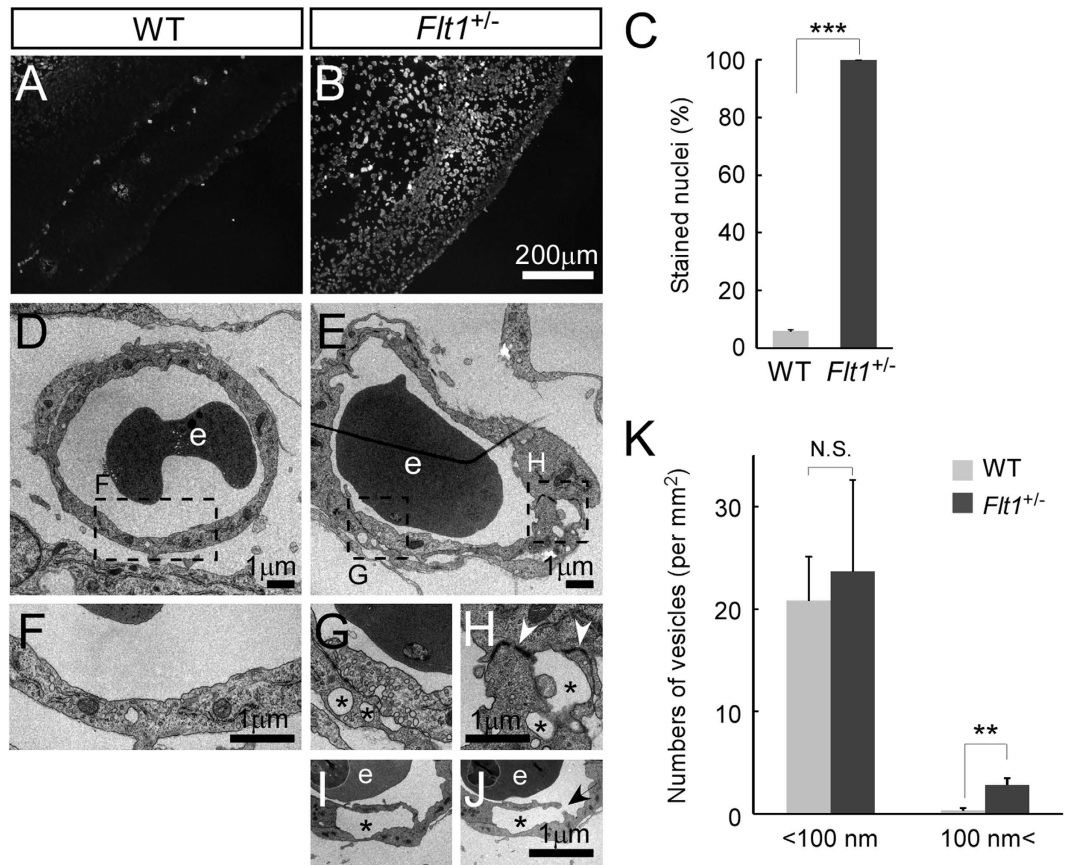 WT
Flt1+/-
A
B
200μm
C
***
100
80
60
40
20
0
Stained nuclei (%)
WT
Flt1+/-
D
e
F
1μm
E
e
H
G
1μm
F
1μm
G
*
*
H
*
*
1μm
I
e
*
J
e
*
1μm
K
N.S.
WT
Flt1+/-
**
30
20
10
0
Numbers of vesicles (per mm2)
<100 nm
100 nm<